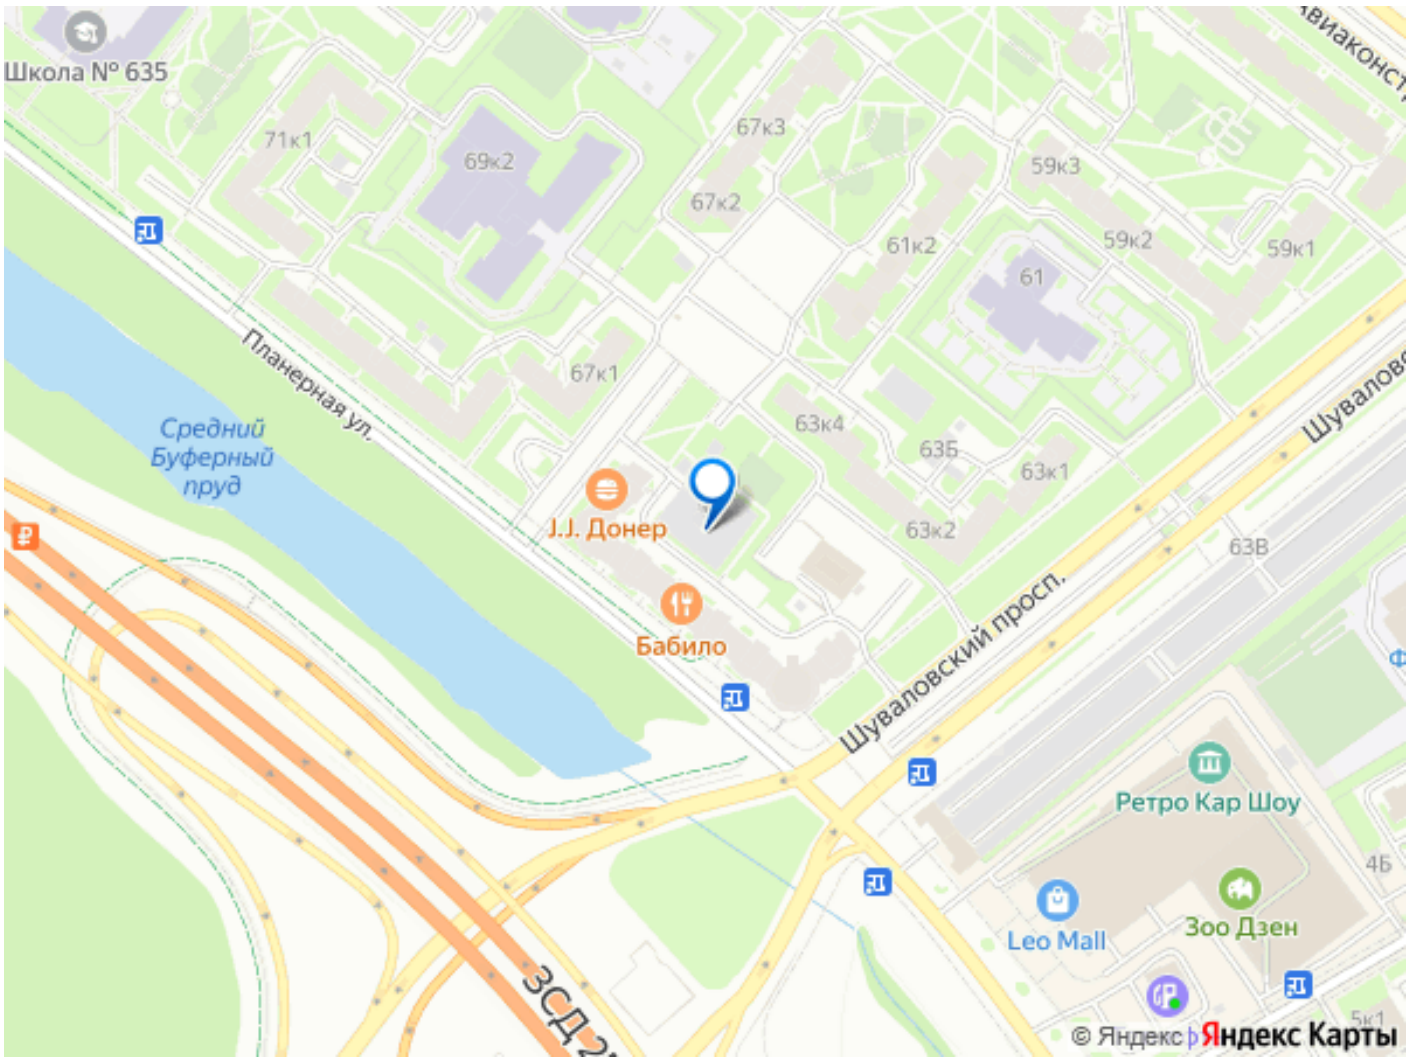 Авиаконст
Школа № 635
71к1
69к2
67к3
67к2
59к3
61к2
59к2
59к1
61
Планерная ул.
67к1
Средний
Буферный
пруд
63к4
63Б
63к1
63к2
Шуваловс
J.J. Донер
63В
Бабило
Шуваловский просп.
Ф
Ретро Кар Шоу
4Б
Leo Mall
Зоо Дзен
ЗСД
5к1
© Яндекс
Яндекс Карты